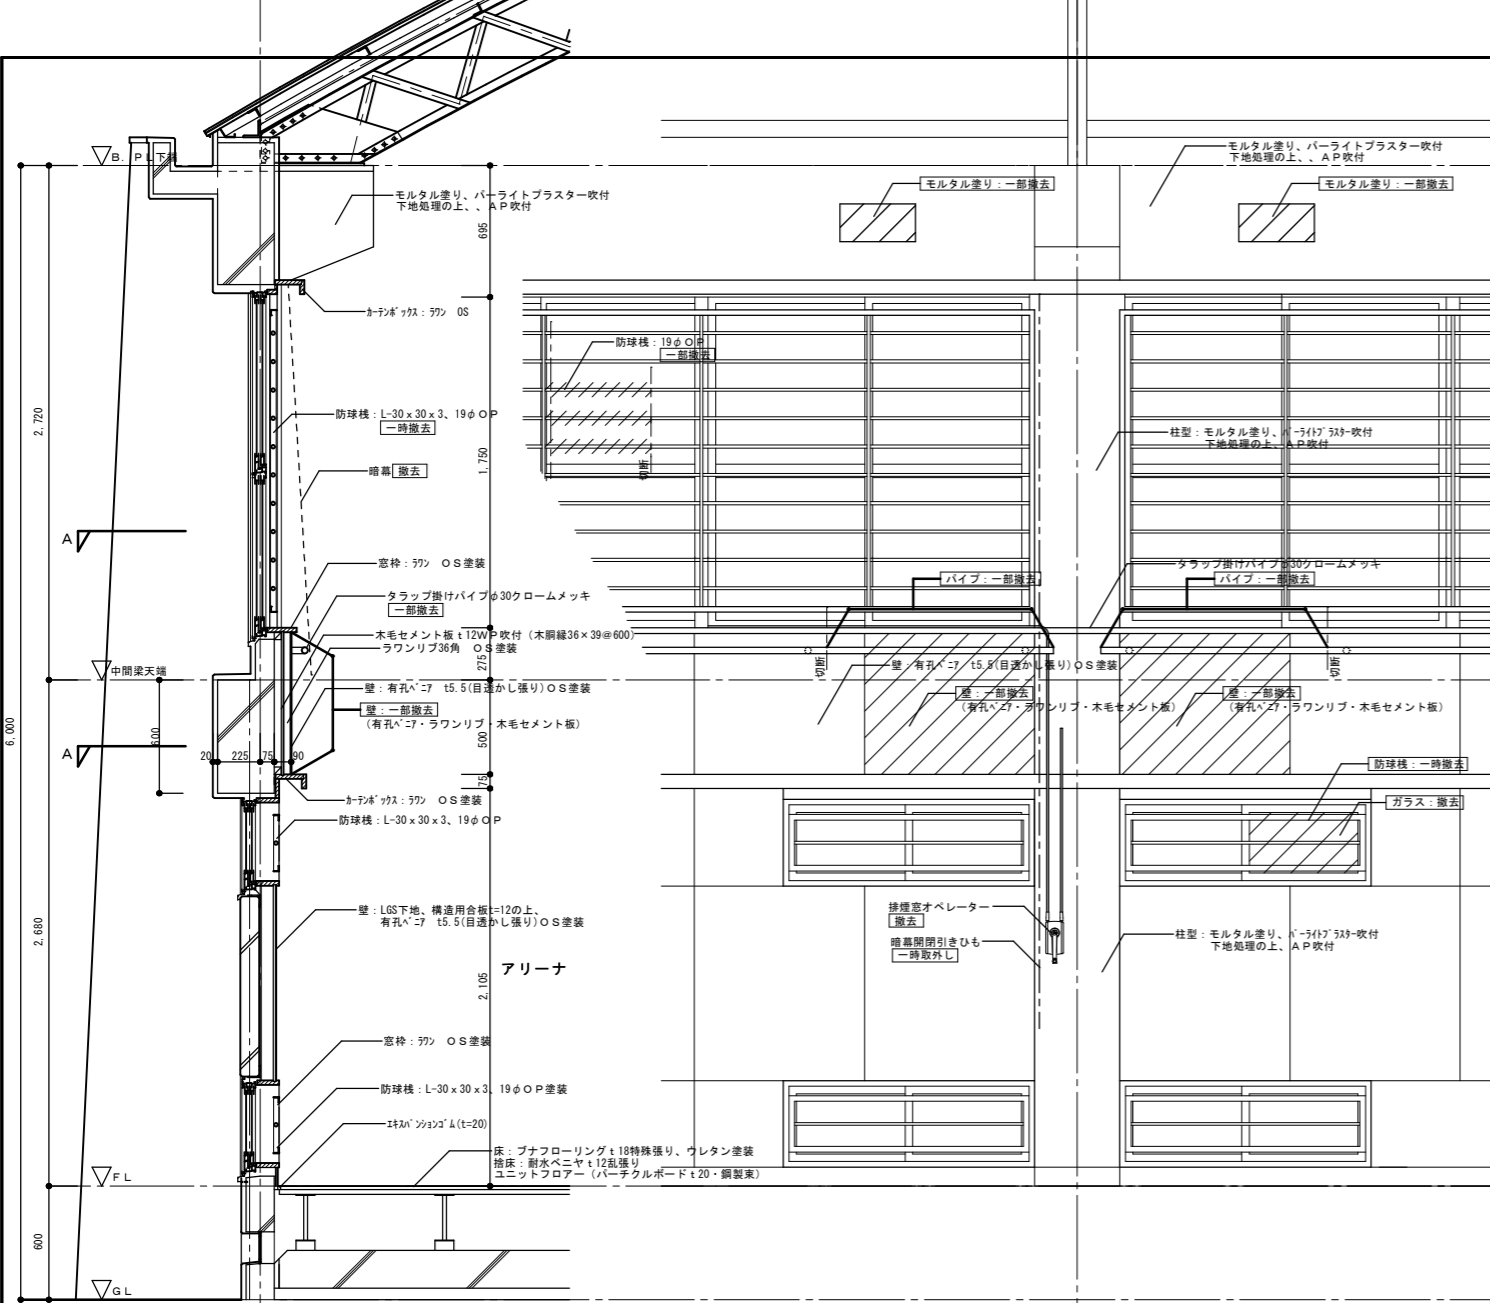 B. PL下端
モルタル塗り、パーライトプラスター吹付
下地処理の上、、ＡＰ吹付
695
モルタル塗り：一部撤去
モルタル塗り、パーライトプラスター吹付
下地処理の上、、ＡＰ吹付
モルタル塗り：一部撤去
ｶｰﾃﾝﾎﾞｯｸｽ：ﾗﾜﾝ OS
防球桟：19φＯＰ
一部撤去
2,720
防球桟：L-30ｘ30ｘ3、19φＯＰ
一時撤去
1,750
暗幕 撤去
切断
柱型：モルタル塗り、ﾊﾟｰﾗｲﾄﾌﾟﾗｽﾀｰ吹付
下地処理の上、ＡＰ吹付
A
窓枠：ﾗﾜﾝ ＯＳ塗装
タラップ掛けパイプφ30クロームメッキ
一部撤去
パイプ：一部撤去
タラップ掛けパイプφ30クロームメッキ
パイプ：一部撤去
木毛セメント板ｔ12ＷＰ吹付（木胴縁36×39@600）
ラワンリブ36角 ＯＳ塗装
275
切断
切断
中間梁天端
壁：有孔ﾍﾞﾆｱ t5.5(目透かし張り)ＯＳ塗装
壁：有孔ﾍﾞﾆｱ t5.5(目透かし張り)ＯＳ塗装
壁：一部撤去
(有孔ﾍﾞﾆｱ・ラワンリブ・木毛セメント板)
壁：一部撤去
(有孔ﾍﾞﾆｱ・ラワンリブ・木毛セメント板)
壁：一部撤去
(有孔ﾍﾞﾆｱ・ラワンリブ・木毛セメント板)
6,000
600
500
A
20 225 75 90
75
防球桟：一時撤去
ｶｰﾃﾝﾎﾞｯｸｽ：ﾗﾜﾝ ＯＳ塗装
ガラス：撤去
防球桟：L-30ｘ30ｘ3、19φＯＰ
2,680
壁：LGS下地、構造用合板t=12の上、
有孔ﾍﾞﾆｱ t5.5(目透かし張り)ＯＳ塗装
排煙窓オペレーター
撤去
暗幕開閉引きひも
一時取外し
柱型：モルタル塗り、ﾊﾟｰﾗｲﾄﾌﾟﾗｽﾀｰ吹付
下地処理の上、ＡＰ吹付
アリーナ
2,105
窓枠：ﾗﾜﾝ ＯＳ塗装
防球桟：L-30ｘ30ｘ3、19φＯＰ塗装
ｴｷｽﾊﾟﾝｼｮﾝｺﾞﾑ(t=20)
床：ブナフローリングｔ18特殊張り、ウレタン塗装
捨床：耐水ベニヤｔ12乱張り
ユニットフロアー（パーチクルボードｔ20・鋼製束）
ＦＬ
600
ＧＬ